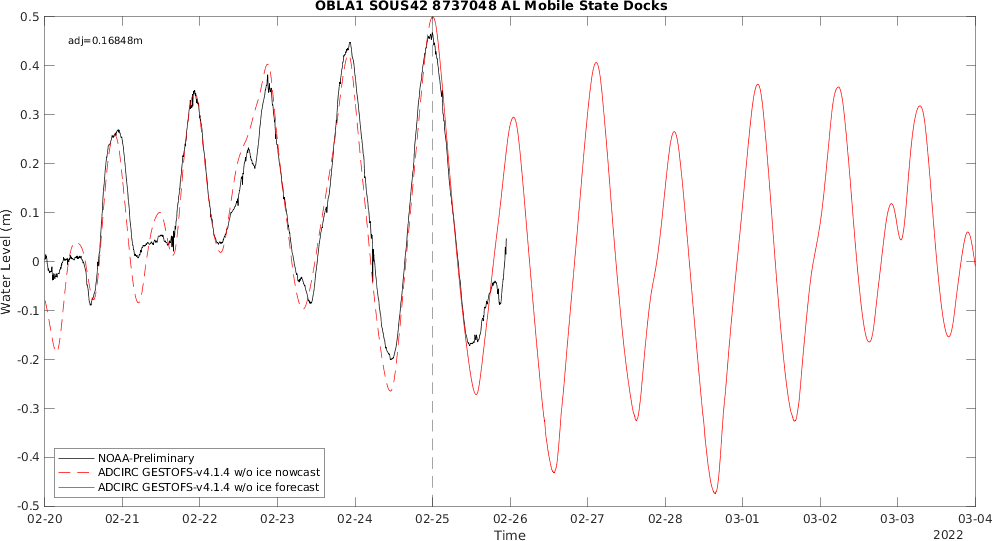 OBLA1 SOUS42 8737048 AL Mobile State Docks
adj=0.16848m
0.5
0.4
0.3
0.2
0.1
0
-0.1
-0.2
-0.3
-0.4
-0.5
Water Level (m)
NOAA-Preliminary
ADCIRC GESTOFS-v4.1.4 w/o ice nowcast
ADCIRC GESTOFS-v4.1.4 w/o ice forecast
02-20 02-21 02-22 02-23 02-24 02-25 02-26 02-27 02-28 03-01 03-02 03-03 03-04
Time
2022